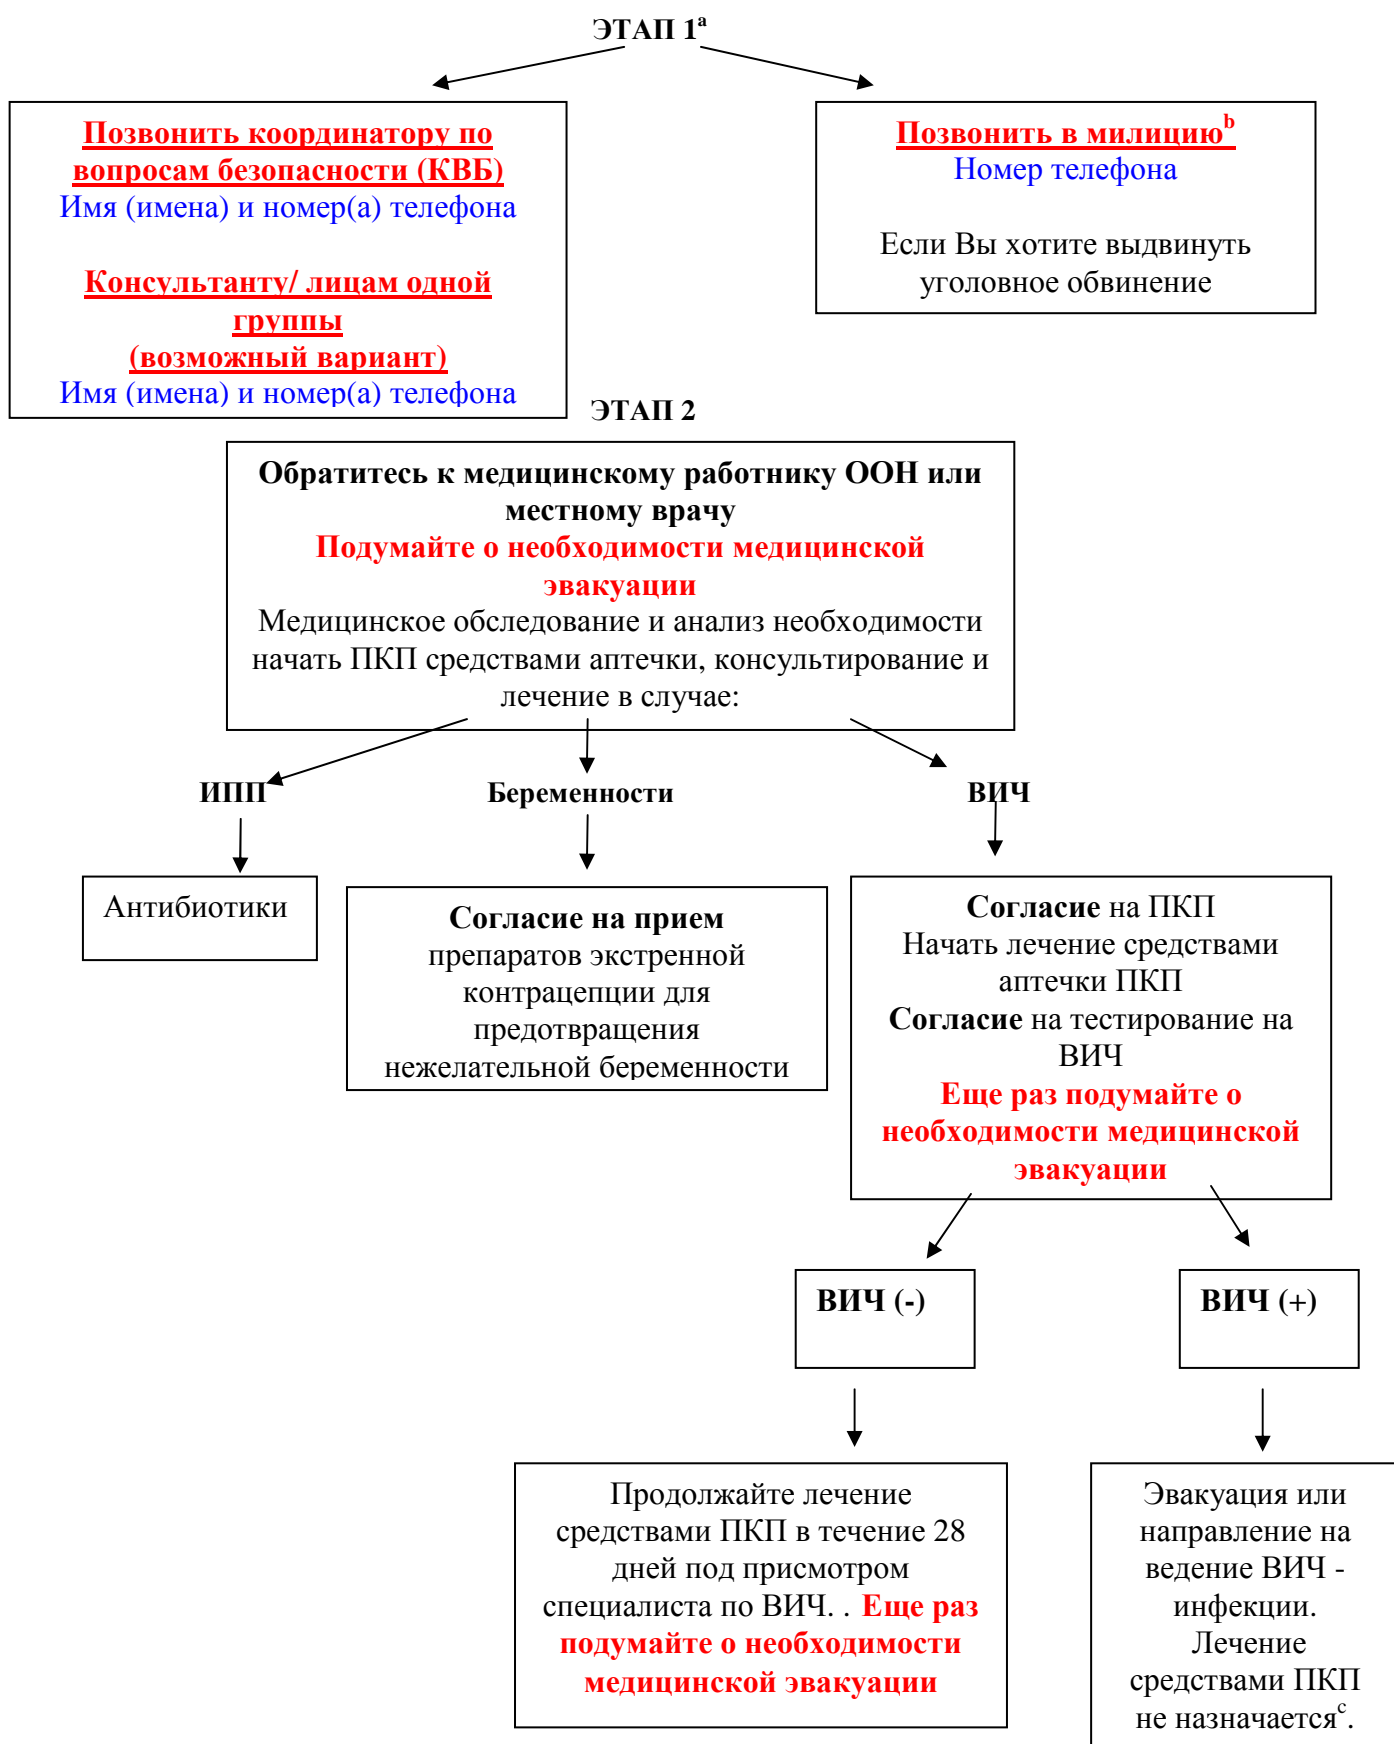 ЭТАП 1ᵃ
Позвонить координатору по
вопросам безопасности (КВБ)
Имя (имена) и номер(а) телефона
Консультанту/ лицам одной
группы
(возможный вариант)
Имя (имена) и номер(а) телефона
Позвонить в милициюᵇ
Номер телефона
Если Вы хотите выдвинуть
уголовное обвинение
ЭТАП 2
Обратитесь к медицинскому работнику ООН или
местному врачу
Подумайте о необходимости медицинской
эвакуации
Медицинское обследование и анализ необходимости
начать ПКП средствами аптечки, консультирование и
лечение в случае:
ИПП
Беременности
ВИЧ
Антибиотики
Согласие на прием
препаратов экстренной
контрацепции для
предотвращения
нежелательной беременности
Согласие на ПКП
Начать лечение средствами
аптечки ПКП
Согласие на тестирование на
ВИЧ
Еще раз подумайте о
необходимости медицинской
эвакуации
ВИЧ (-)
ВИЧ (+)
Продолжайте лечение
средствами ПКП в течение 28
дней под присмотром
специалиста по ВИЧ. . Еще раз
подумайте о необходимости
медицинской эвакуации
Эвакуация или
направление на
ведение ВИЧ -
инфекции.
Лечение
средствами ПКП
не назначаетсяᶜ.